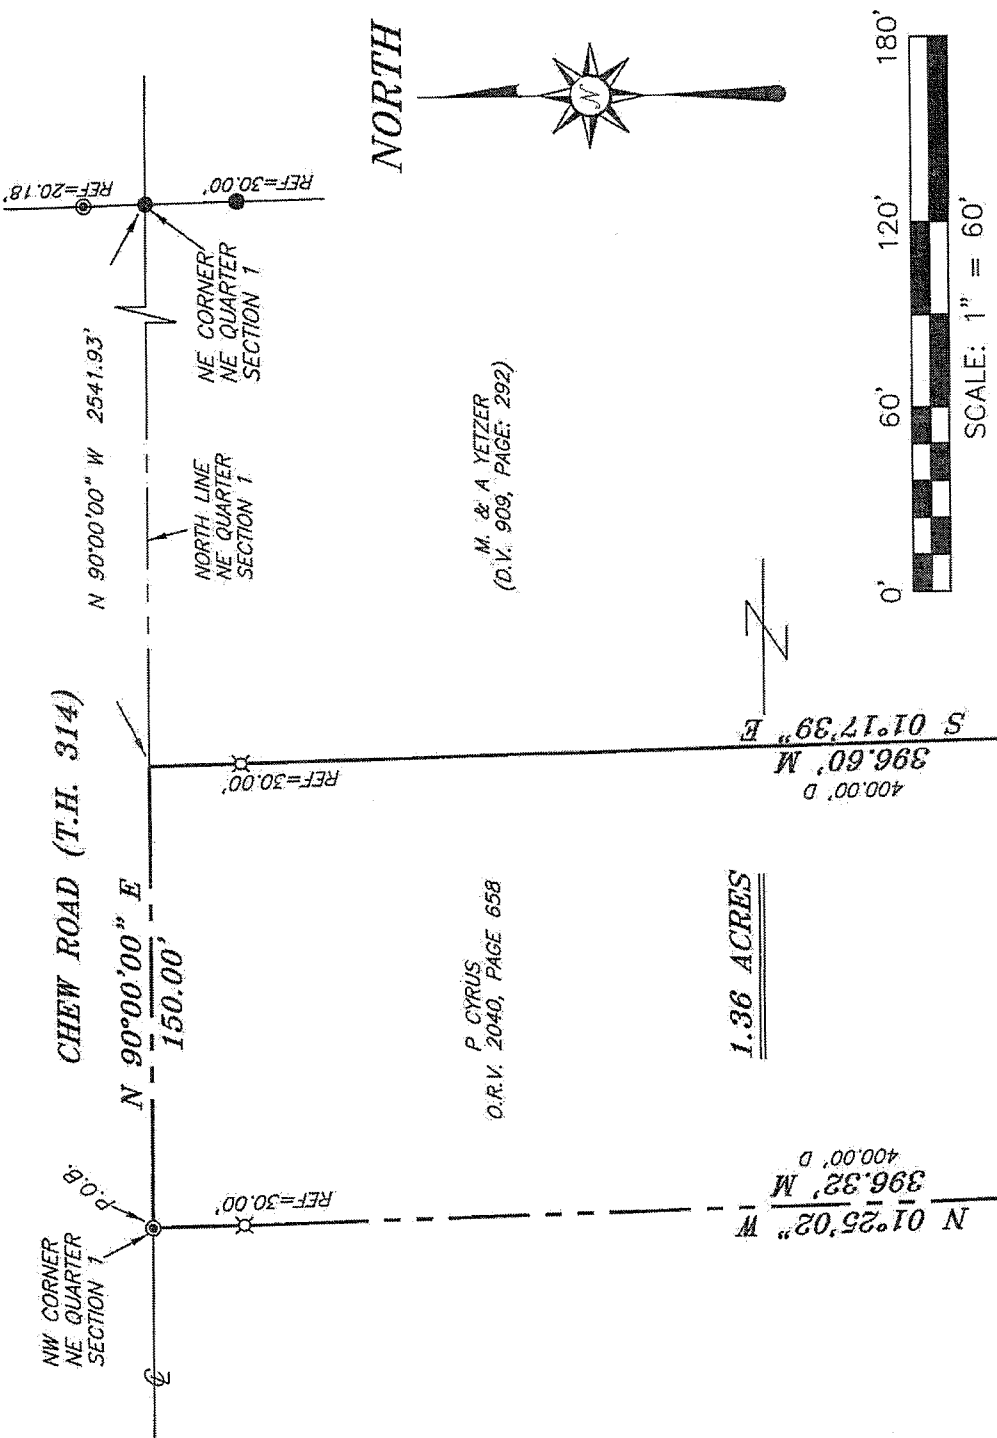 CHEW ROAD (T.H. 314)
N 90°00'00" E
150.00'
N 90°00'00" W 2541.93'
NW CORNER
NE QUARTER
SECTION 1
P.O.B.
NORTH LINE
NE QUARTER
SECTION 1
NE CORNER
NE QUARTER
SECTION 1
REF=20.18'
REF=30.00'
REF=30.00'
REF=30.00'
NORTH
N
P CYRUS
O.R.V. 2040, PAGE 658
M. & A YETZER
(D.V. 909, PAGE: 292)
1.36 ACRES
N 01°25'02" W
396.32' M
400.00' D
S 01°17'39" E
396.60' M
400.00' D
0' 60' 120' 180'
SCALE: 1" = 60'